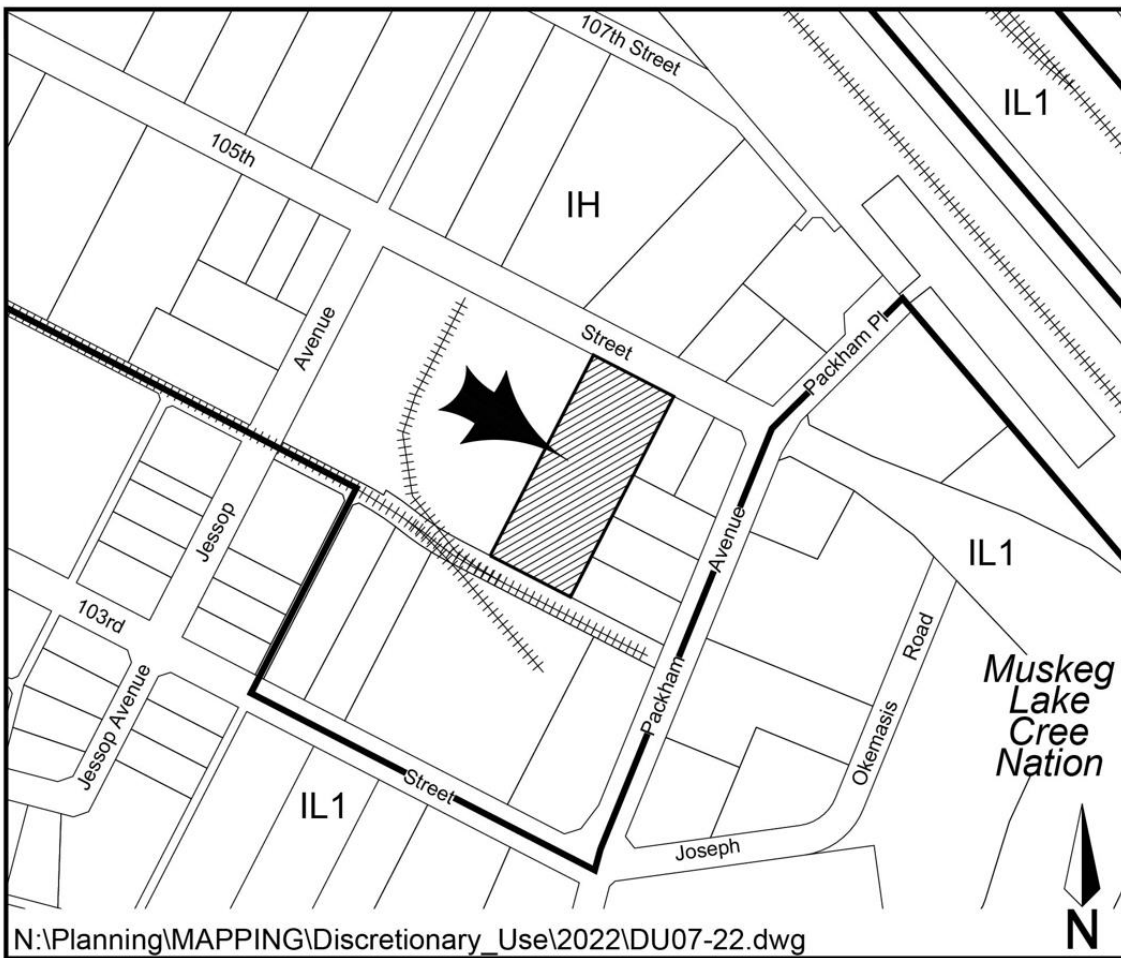 107th Street
IL1
105th
IH
Street
Avenue
Packham Pl
Jessop
Avenue
IL1
103rd
Road
Muskeg
Lake
Cree
Nation
Packham
Jessop Avenue
Okemasis
Street
IL1
Joseph
N
N:\Planning\MAPPING\Discretionary_Use\2022\DU07-22.dwg